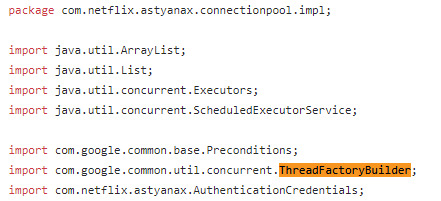 package com.netflix.astyanax.connectionpool.impl;
import java.util.ArrayList;
import java.util.List;
import java.util.concurrent.Executors;
import java.util.concurrent.ScheduledExecutorService;
import com.google.common.base.Preconditions;
import com.google.common.util.concurrent.ThreadFactoryBuilder;
import com.netflix.astyanax.AuthenticationCredentials;